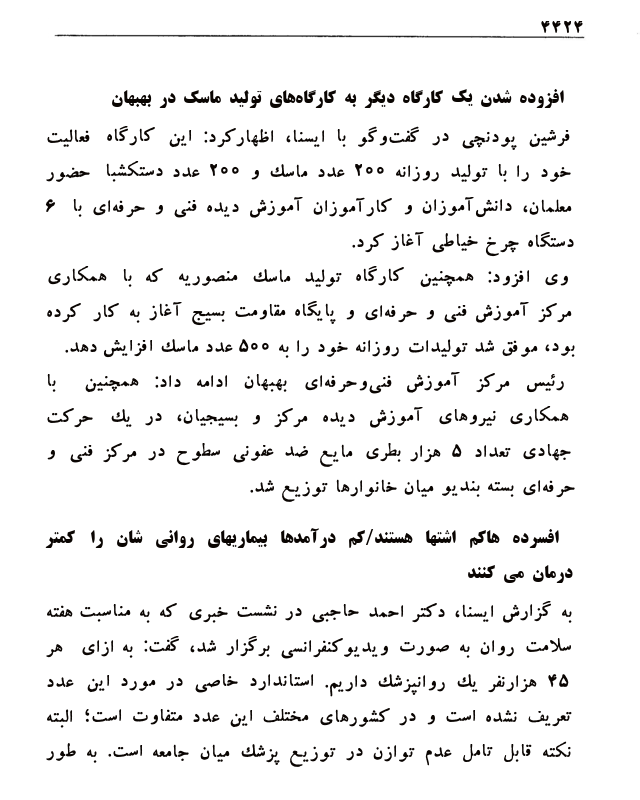 ۴۴۲۴
افزوده شدن یک کارگاه دیگر به کارگاه‌های تولید ماسک در بهبهان
فرشین پودنچی در گفت‌وگو با ایسنا، اظهارکرد: این کارگاه فعالیت
خود را با تولید روزانه ۲۰۰ عدد ماسك و ۲۰۰ عدد دستکشبا حضور
معلمان، دانش‌آموزان و کارآموزان آموزش دیده فنی و حرفه‌ای با ۶
دستگاه چرخ خیاطی آغاز کرد.
وی افزود: همچنین کارگاه تولید ماسك منصوریه که با همکاری
مرکز آموزش فنی و حرفه‌ای و پایگاه مقاومت بسیج آغاز به کار کرده
بود، موفق شد تولیدات روزانه خود را به ۵۰۰ عدد ماسك افزایش دهد.
رئیس مرکز آموزش فنی‌وحرفه‌ای بهبهان ادامه داد: همچنین با
همکاری نیروهای آموزش دیده مرکز و بسیجیان، در یك حرکت
جهادی تعداد ۵ هزار بطری مایع ضد عفونی سطوح در مرکز فنی و
حرفه‌ای بسته بندیو میان خانوارها توزیع شد.
افسرده هاکم اشتها هستند/کم درآمدها بیماریهای روانی شان را کمتر
درمان می کنند
به گزارش ایسنا، دکتر احمد حاجبی در نشست خبری که به مناسبت هفته
سلامت روان به صورت ویدیوکنفرانسی برگزار شد، گفت: به ازای هر
۴۵ هزارنفر یك روانپزشك داریم. استاندارد خاصی در مورد این عدد
تعریف نشده است و در کشورهای مختلف این عدد متفاوت است؛ البته
نکته قابل تامل عدم توازن در توزیع پزشك میان جامعه است. به طور